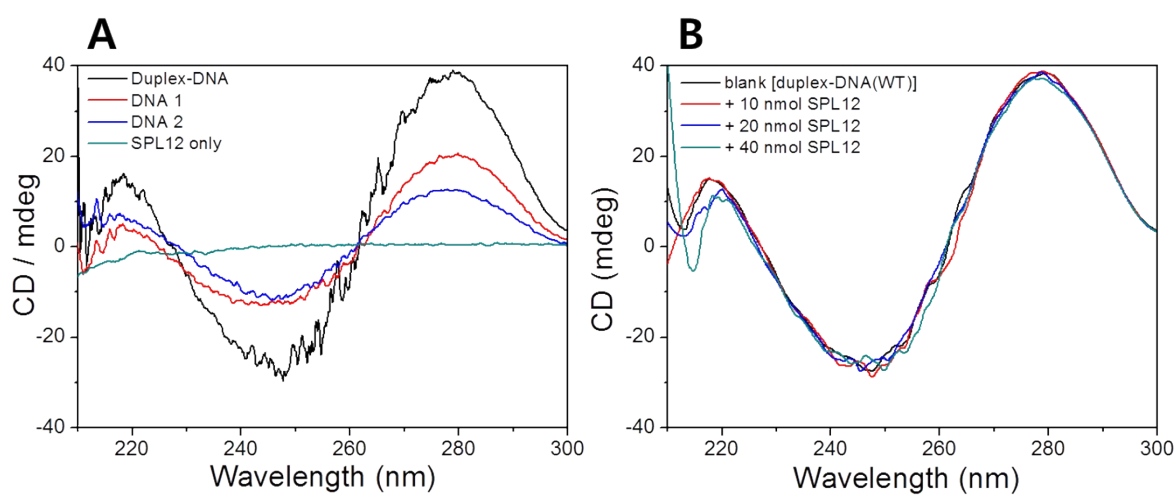 A
CD / mdeg
40
20
0
-20
-40
Duplex-DNA
DNA 1
DNA 2
SPL12 only
220
240
260
280
300
Wavelength (nm)
B
CD (mdeg)
40
20
0
-20
-40
blank [duplex-DNA(WT)]
+ 10 nmol SPL12
+ 20 nmol SPL12
+ 40 nmol SPL12
220
240
260
280
300
Wavelength (nm)